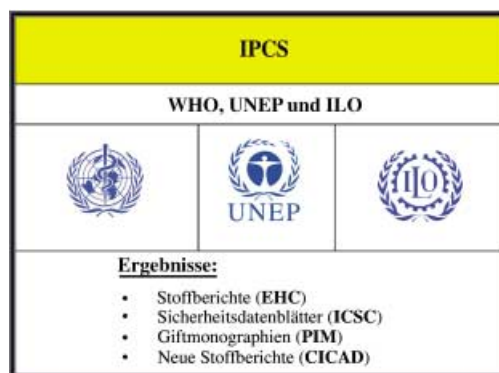 IPCS
WHO, UNEP und ILO
ILO
UNEP
Ergebnisse:
• Stoffberichte (EHC)
• Sicherheitsdatenblätter (ICSC)
• Giftmonographien (PIM)
• Neue Stoffberichte (CICAD)